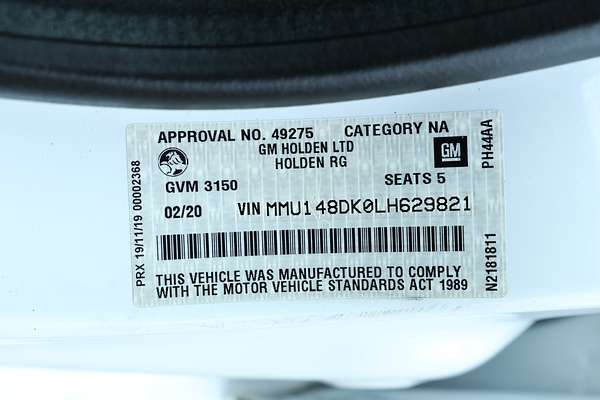 APPROVAL NO. 49275 CATEGORY NA
GM HOLDEN LTD
HOLDEN RG
GM
GVM 3150 SEATS 5
02/20 VIN MMU148DK0LH629821
THIS VEHICLE WAS MANUFACTURED TO COMPLY
WITH THE MOTOR VEHICLE STANDARDS ACT 1989
PRX 19/11/19 00002368
PH44AA
N2181811